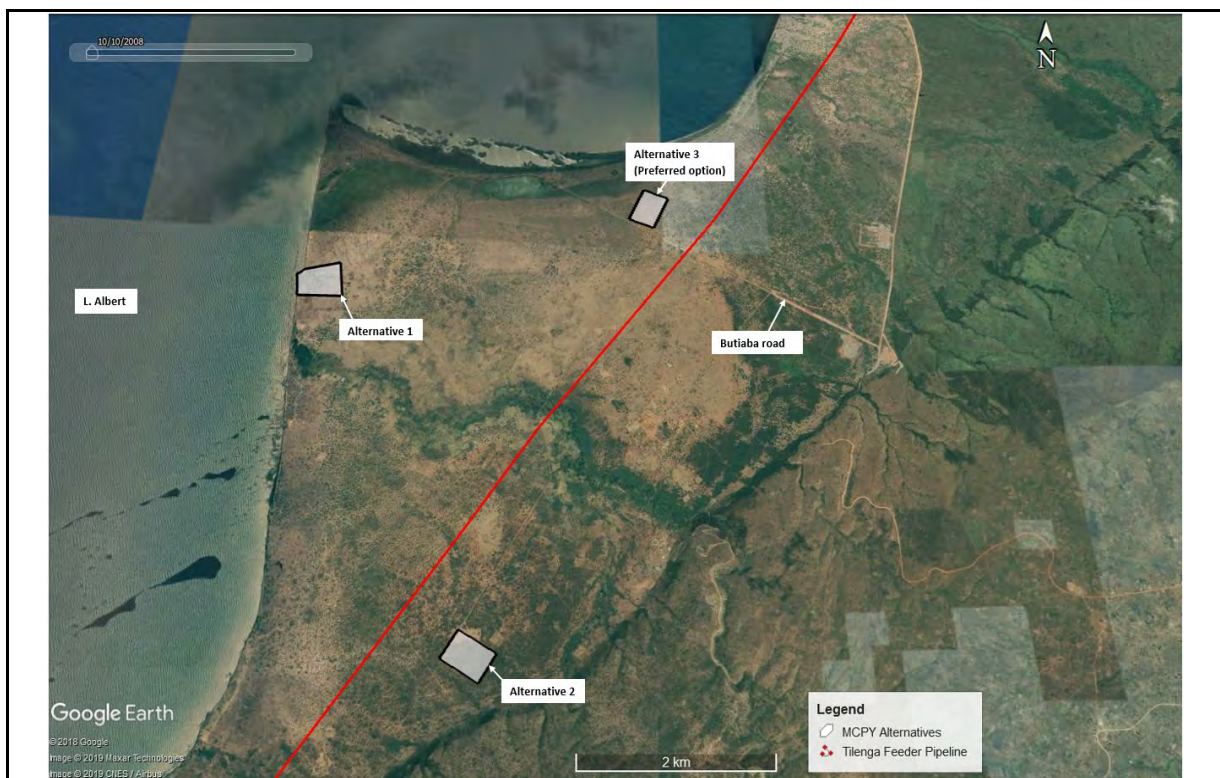 10/10/2008
N
Alternative 3
(Preferred option)
L. Albert
Alternative 1
Butiaba road
Alternative 2
Google Earth
© 2018 Google
Image © 2019 Maxar Technologies
Image © 2019 CNES / Airbus
2 km
Legend
MCPY Alternatives
Tilenga Feeder Pipeline